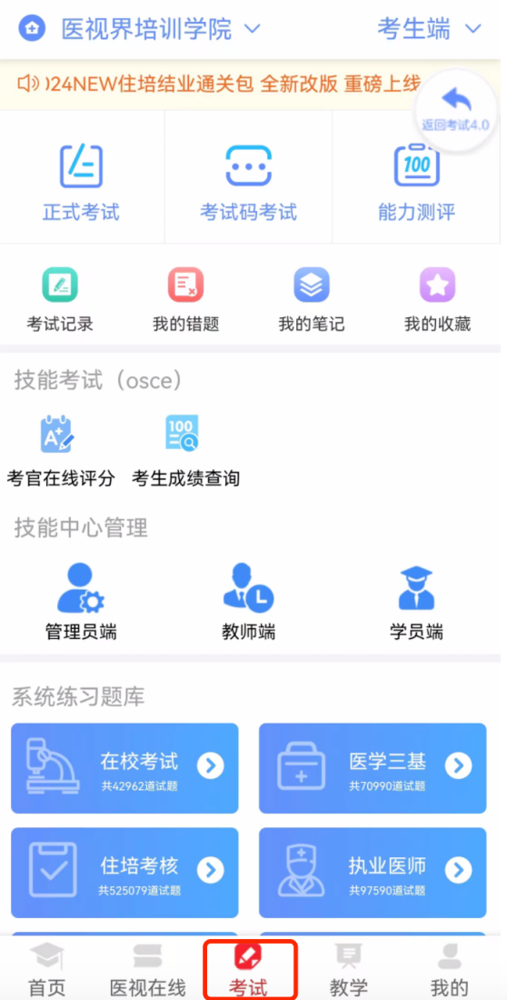 医视界培训学院 考生端
024NEW住培结业通关包 全新改版 重磅上线
返回考试4.0
100
正式考试 考试码考试 能力测评
考试记录 我的错题 我的笔记 我的收藏
技能考试（osce）
A+ 100
考官在线评分 考生成绩查询
技能中心管理
管理员端 教师端 学员端
系统练习题库
在校考试 医学三基
共42962道试题 共70990道试题
住培考核 执业医师
共525079道试题 共97590道试题
首页 医视在线 考试 教学 我的